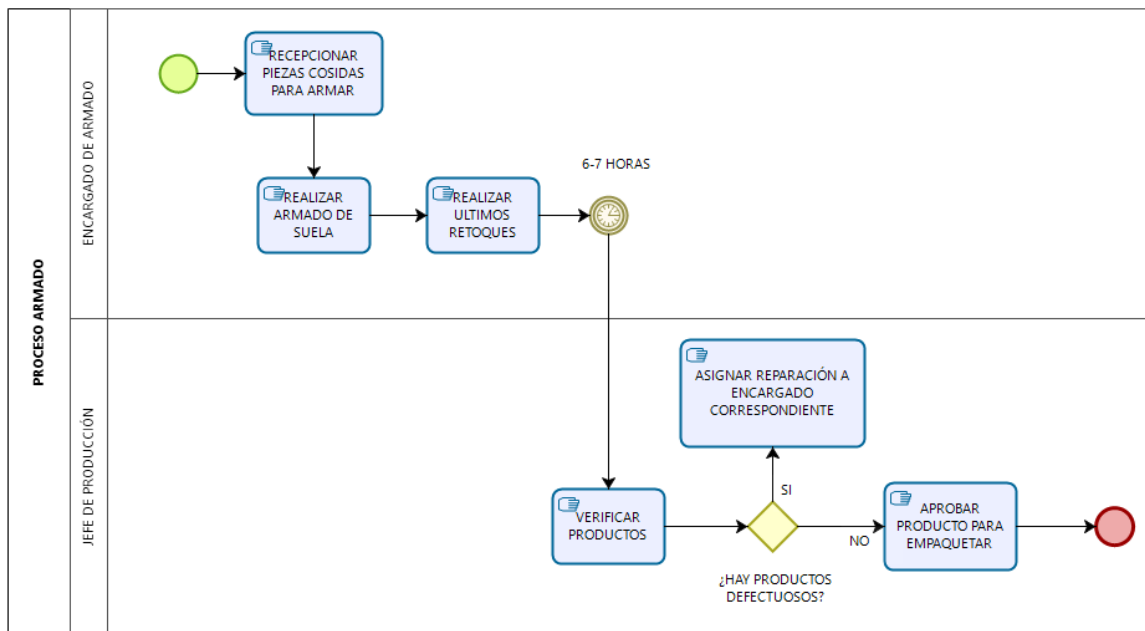 PROCESO ARMADO
ENCARGADO DE ARMADO
RECEPCIONAR
PIEZAS COSIDAS
PARA ARMAR
REALIZAR
ARMADO DE
SUELA
REALIZAR
ULTIMOS
RETOQUES
6-7 HORAS
JEFE DE PRODUCCIÓN
VERIFICAR
PRODUCTOS
¿HAY PRODUCTOS
DEFECTUOSOS?
SI
ASIGNAR REPARACIÓN A
ENCARGADO
CORRESPONDIENTE
NO
APROBAR
PRODUCTO PARA
EMPAQUETAR